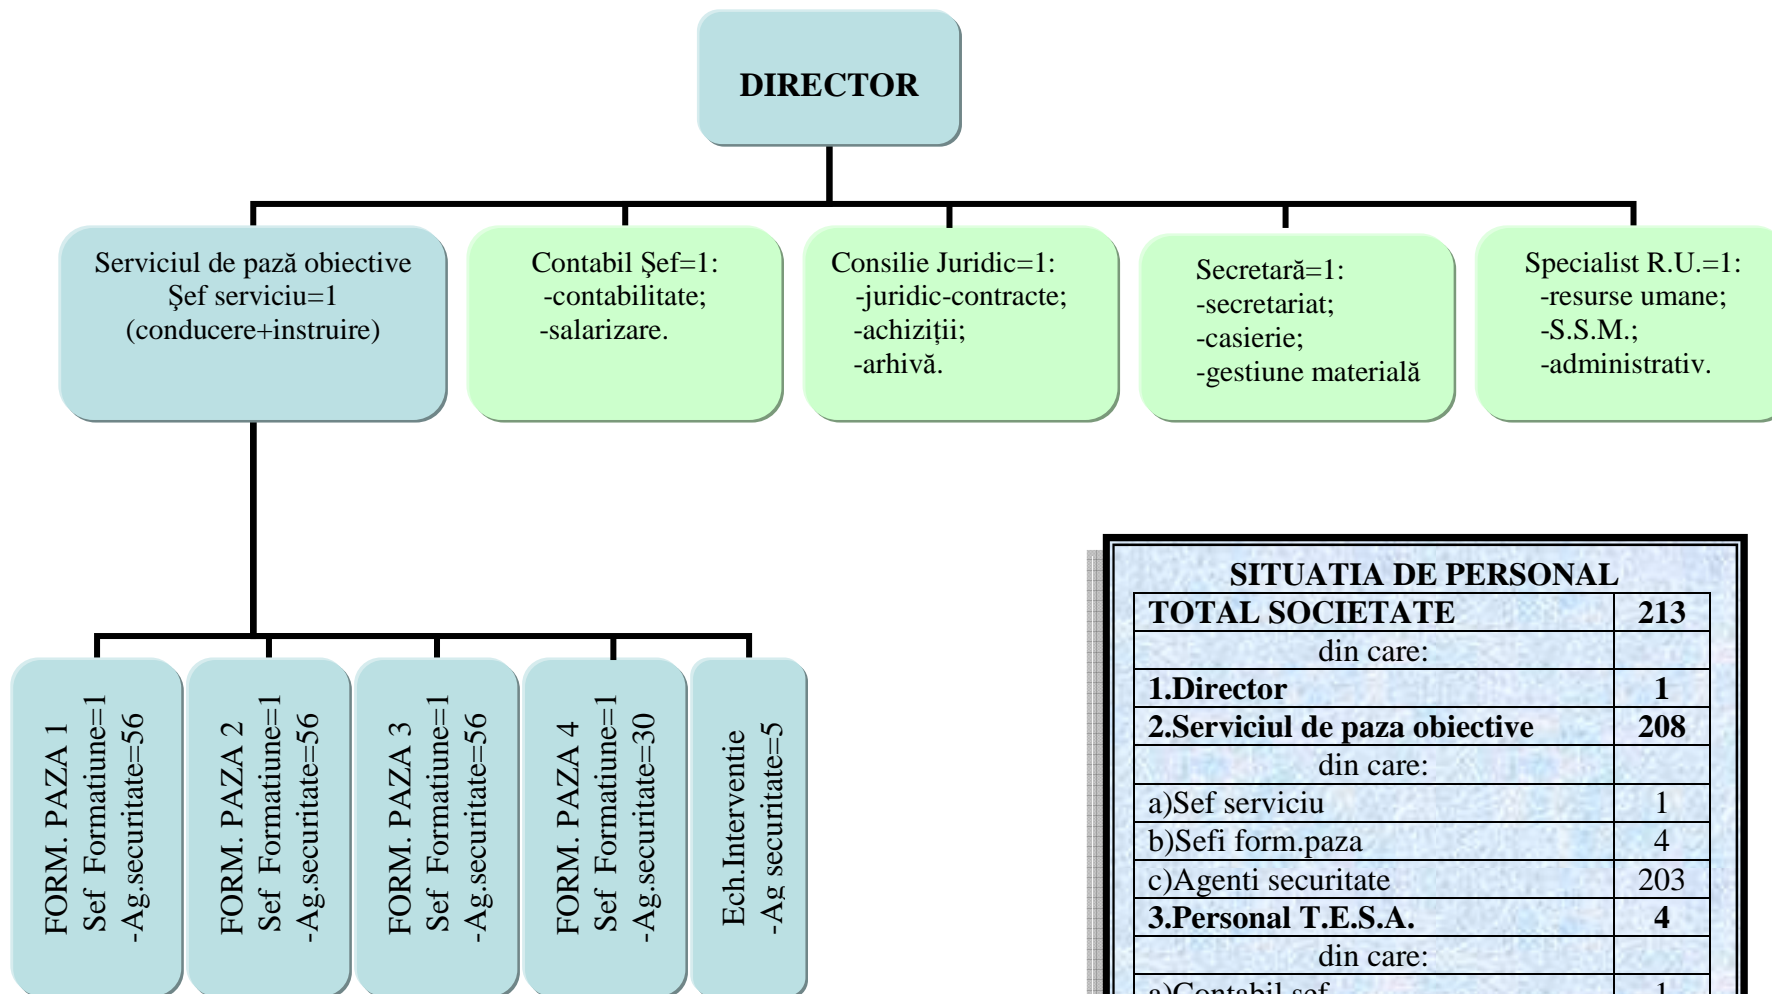 DIRECTOR
Serviciul de pază obiective
Şef serviciu=1
(conducere+instruire)
Contabil Şef=1:
-contabilitate;
-salarizare.
Consilie Juridic=1:
-juridic-contracte;
-achiziții;
-arhivă.
Secretară=1:
-secretariat;
-casierie;
-gestiune materială
Specialist R.U.=1:
-resurse umane;
-S.S.M.;
-administrativ.
FORM. PAZA 1
Sef Formatiune=1
-Ag.securitate=56
FORM. PAZA 2
Sef Formatiune=1
-Ag.securitate=56
FORM. PAZA 3
Sef Formatiune=1
-Ag.securitate=56
FORM. PAZA 4
Sef Formatiune=1
-Ag.securitate=30
Ech.Interventie
-Ag securitate=5
SITUATIA DE PERSONAL
TOTAL SOCIETATE 213
din care:
1.Director 1
2.Serviciul de paza obiective 208
din care:
a)Sef serviciu 1
b)Sefi form.paza 4
c)Agenti securitate 203
3.Personal T.E.S.A. 4
din care:
a)Contabil sef 1